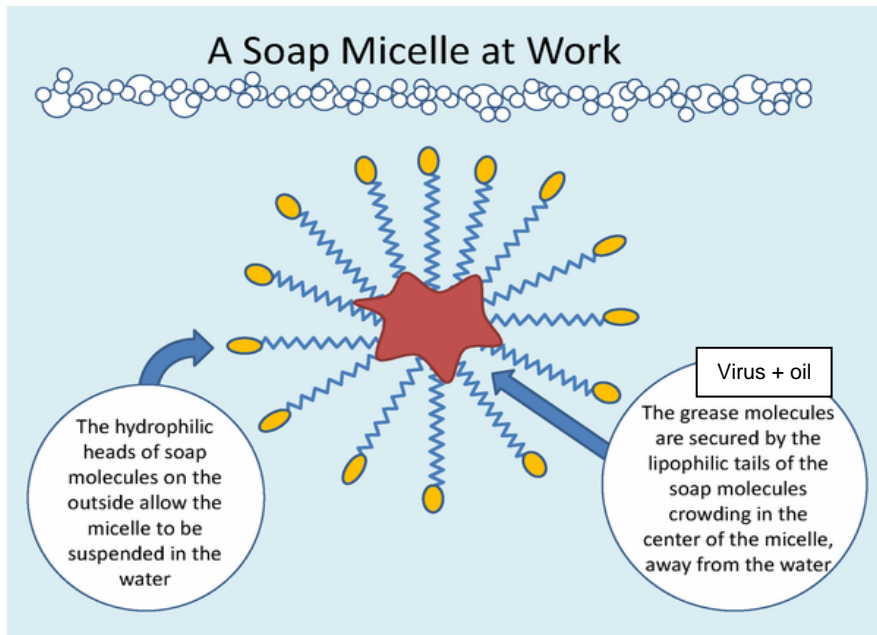 A Soap Micelle at Work
The hydrophilic
heads of soap
molecules on the
outside allow the
micelle to be
suspended in the
water
Virus + oil
The grease molecules
are secured by the
lipophilic tails of the
soap molecules
crowding in the
center of the micelle,
away from the water